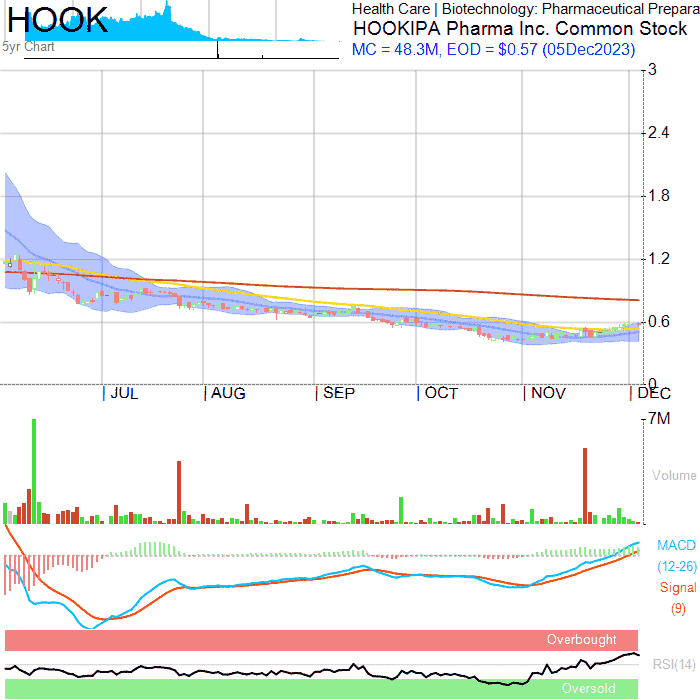 HOOK
5yr Chart
Health Care | Biotechnology: Pharmaceutical Prepara
HOOKIPA Pharma Inc. Common Stock
MC = 48.3M, EOD = $0.57 (05Dec2023)
3
2.4
1.8
1.2
0.6
0
JUL
AUG
SEP
OCT
NOV
DEC
7M
Volume
MACD
(12-26)
Signal
(9)
Overbought
RSI(14)
Oversold